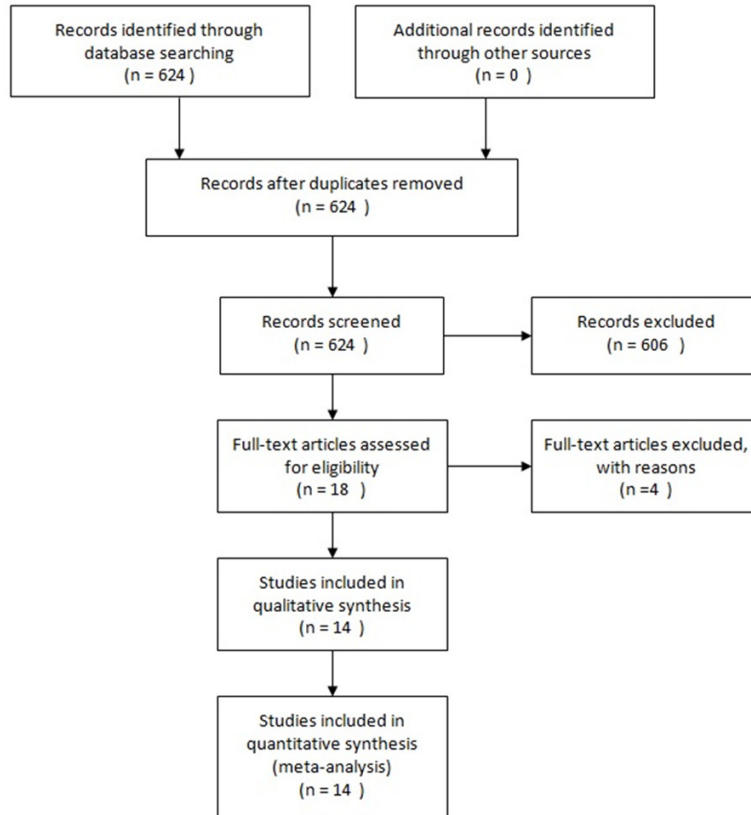 Records identified through
database searching
(n = 624 )
Additional records identified
through other sources
(n = 0 )
Records after duplicates removed
(n = 624 )
Records screened
(n = 624 )
Records excluded
(n = 606 )
Full-text articles assessed
for eligibility
(n = 18 )
Full-text articles excluded,
with reasons
(n =4 )
Studies included in
qualitative synthesis
(n = 14 )
Studies included in
quantitative synthesis
(meta-analysis)
(n = 14 )